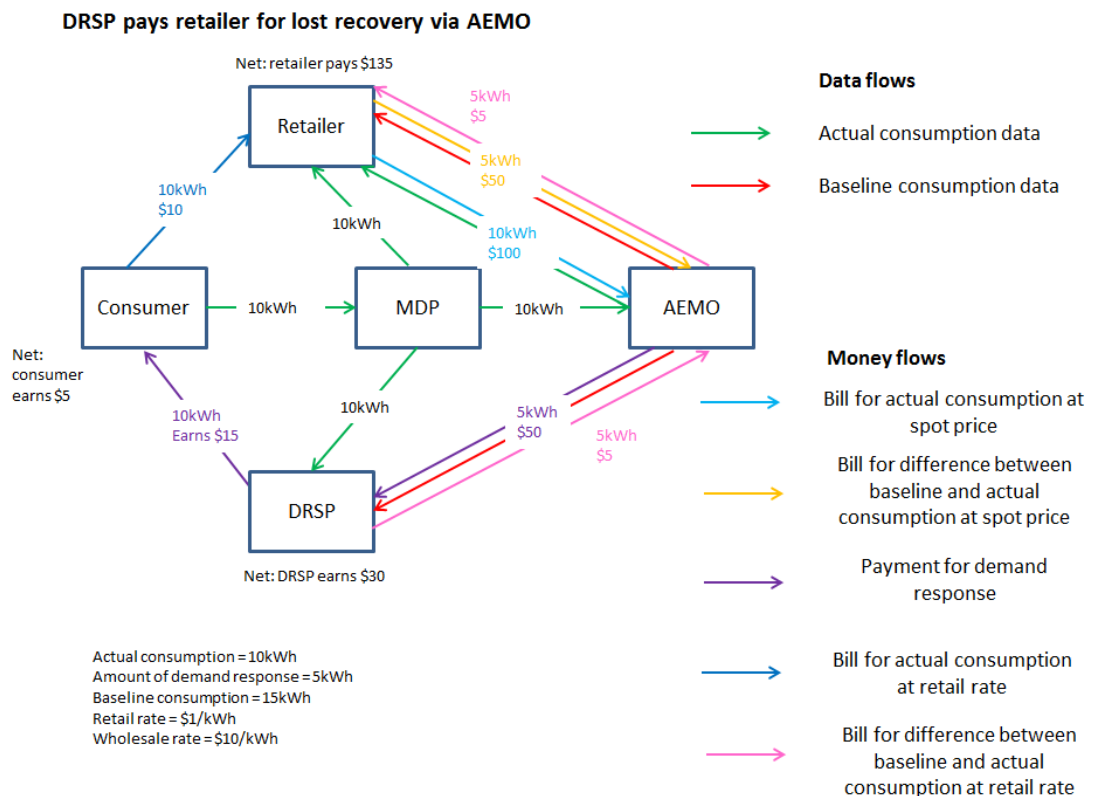 DRSP pays retailer for lost recovery via AEMO
Net: retailer pays $135
Retailer
5kWh
$5
5kWh
$50
10kWh
$10
10kWh
10kWh
$100
Consumer
10kWh
MDP
10kWh
AEMO
Net:
consumer
earns $5
10kWh
Earns $15
10kWh
5kWh
$50
5kWh
$5
DRSP
Net: DRSP earns $30
Actual consumption = 10kWh
Amount of demand response = 5kWh
Baseline consumption = 15kWh
Retail rate = $1/kWh
Wholesale rate = $10/kWh
Data flows
Actual consumption data
Baseline consumption data
Money flows
Bill for actual consumption at
spot price
Bill for difference between
baseline and actual
consumption at spot price
Payment for demand
response
Bill for actual consumption
at retail rate
Bill for difference between
baseline and actual
consumption at retail rate